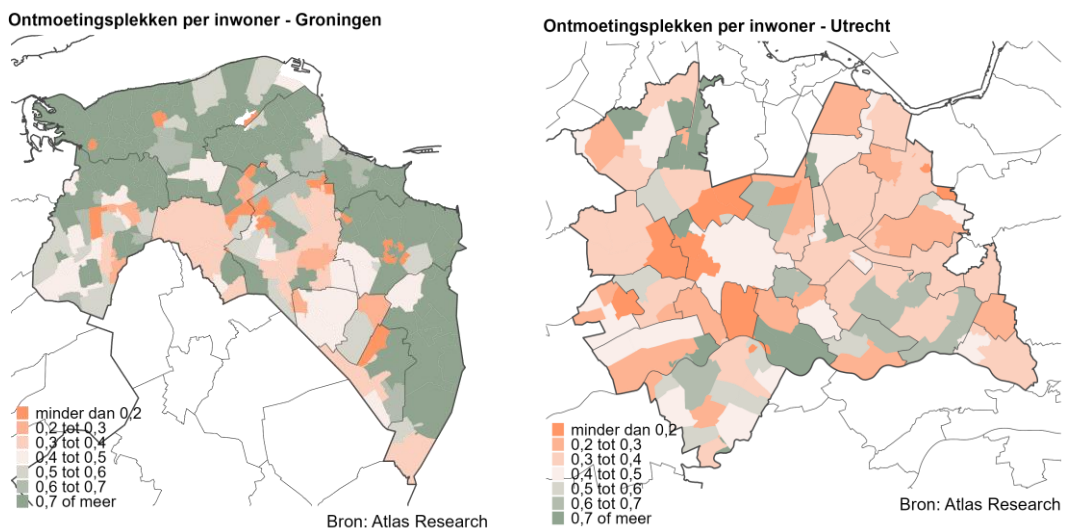 Ontmoetingsplekken per inwoner - Groningen
minder dan 0,2
0,2 tot 0,3
0,3 tot 0,4
0,4 tot 0,5
0,5 tot 0,6
0,6 tot 0,7
0,7 of meer
Bron: Atlas Research
Ontmoetingsplekken per inwoner - Utrecht
minder dan 0,2
0,2 tot 0,3
0,3 tot 0,4
0,4 tot 0,5
0,5 tot 0,6
0,6 tot 0,7
0,7 of meer
Bron: Atlas Research